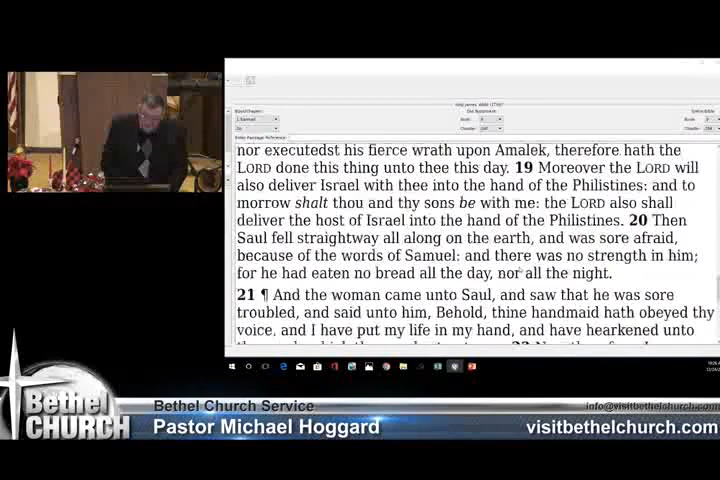 Book/Chapter:
1 Samuel
Enter Passage Reference:
nor executedst his fierce wrath upon Amalek, therefore hath the
LORD done this thing unto thee this day. 19 Moreover the LORD will
also deliver Israel with thee into the hand of the Philistines: and to
morrow shalt thou and thy sons be with me: the LORD also shall
deliver the host of Israel into the hand of the Philistines. 20 Then
Saul fell straightway all along on the earth, and was sore afraid,
because of the words of Samuel: and there was no strength in him;
for he had eaten no bread all the day, nor all the night.
21 ¶ And the woman came unto Saul, and saw that he was sore
troubled, and said unto him, Behold, thine handmaid hath obeyed thy
voice, and I have put my life in my hand, and have hearkened unto
Bethel
CHURCH
Bethel Church Service
info@visitbethelchurch.com
Pastor Michael Hoggard
visitbethelchurch.com